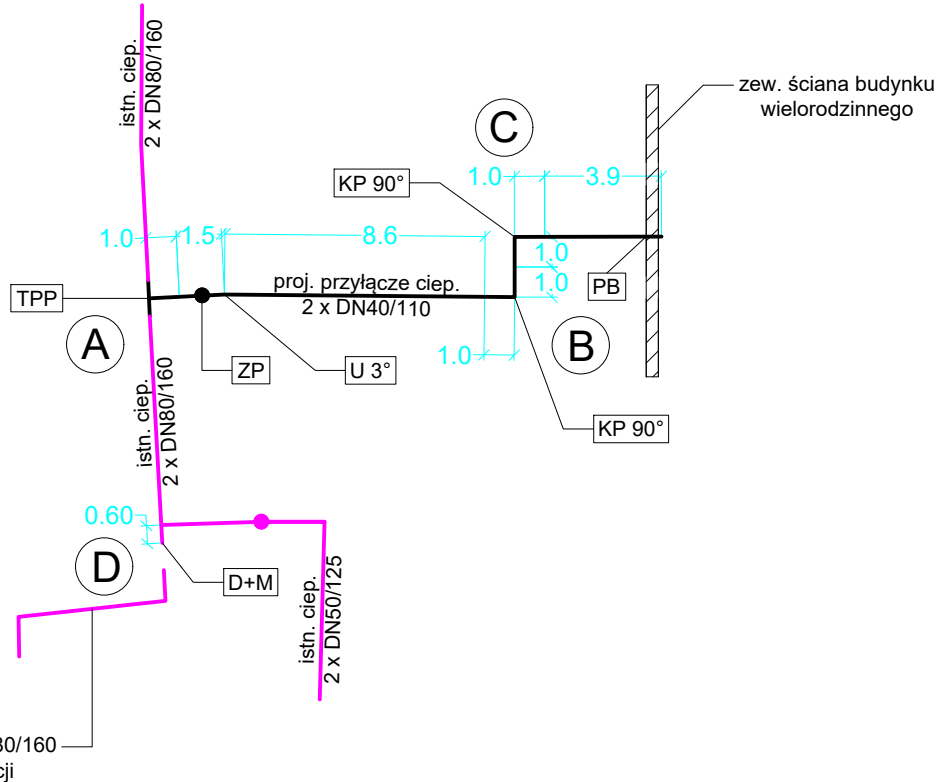 istn. ciep.
2 x DN80/160
zew. ściana budynku
wielorodzinnego
C
KP 90°
1.0
3.9
1.0
1.5
8.6
1.0
1.0
TPP
proj. przyłącze ciep.
2 x DN40/110
PB
A
ZP
U 3°
1.0
B
KP 90°
istn. ciep.
2 x DN80/160
0.60
D
D+M
istn. ciep.
2 x DN50/125
0/160
cji